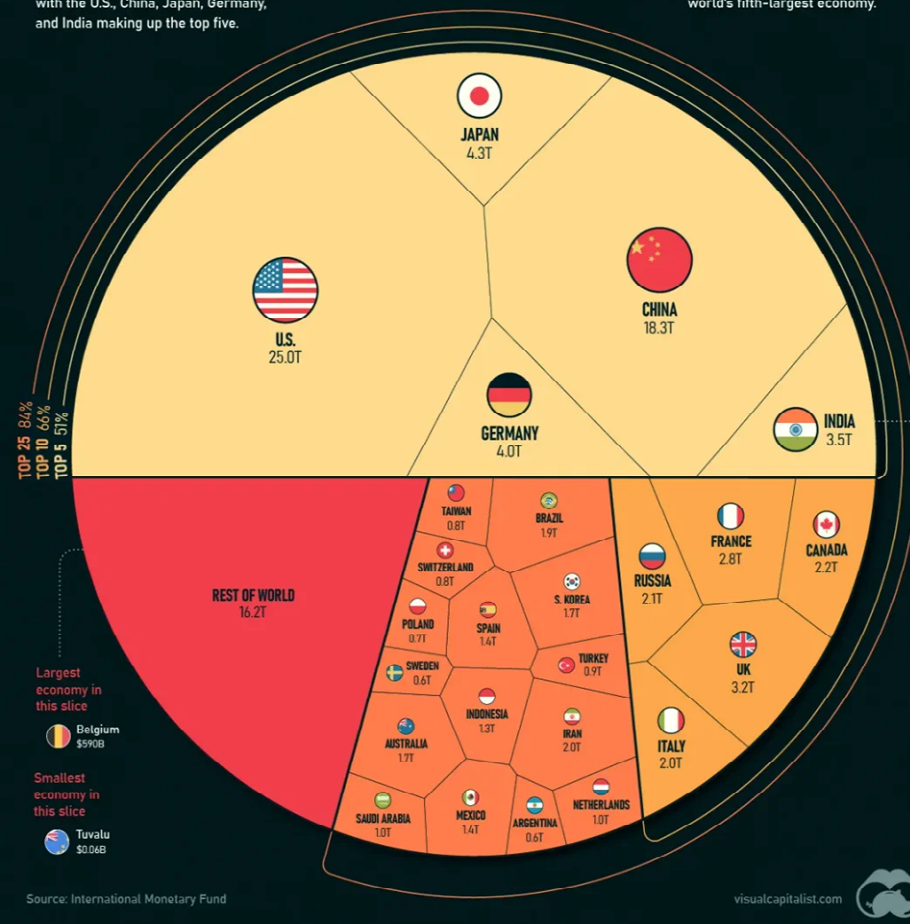 with the U.S., China, Japan, Germany,
and India making up the top five.
world's fifth-largest economy.
JAPAN
4.3T
U.S.
25.0T
CHINA
18.3T
GERMANY
4.0T
INDIA
3.5T
TOP 25 84%
TOP 10 66%
TOP 5 51%
REST OF WORLD
16.2T
TAIWAN
0.8T
BRAZIL
1.9T
SWITZERLAND
0.8T
S. KOREA
1.7T
POLAND
0.7T
SPAIN
1.4T
SWEDEN
0.6T
TURKEY
0.9T
INDONESIA
1.3T
AUSTRALIA
1.7T
IRAN
2.0T
SAUDI ARABIA
1.0T
MEXICO
1.4T
ARGENTINA
0.6T
NETHERLANDS
1.0T
RUSSIA
2.1T
FRANCE
2.8T
CANADA
2.2T
UK
3.2T
ITALY
2.0T
Largest
economy in
this slice
Belgium
$590B
Smallest
economy in
this slice
Tuvalu
$0.06B
Source: International Monetary Fund
visualcapitalist.com